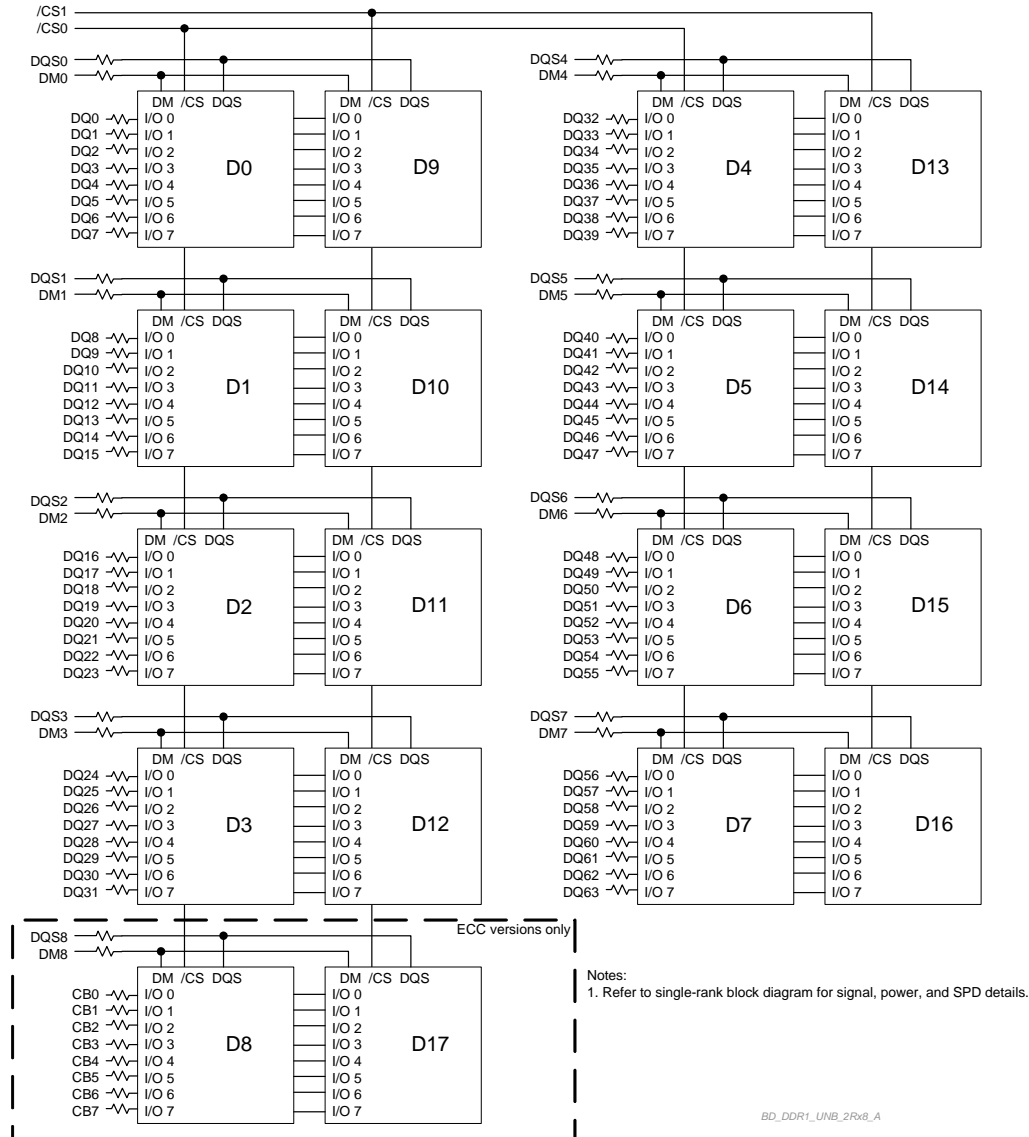 /CS1
/CS0
DQS0
DM0
DM /CS DQS
DQ0 I/O 0
DQ1 I/O 1
DQ2 I/O 2
DQ3 I/O 3
DQ4 I/O 4
DQ5 I/O 5
DQ6 I/O 6
DQ7 I/O 7
D0
DM /CS DQS
I/O 0
I/O 1
I/O 2
I/O 3
I/O 4
I/O 5
I/O 6
I/O 7
D9
DQS4
DM4
DM /CS DQS
DQ32 I/O 0
DQ33 I/O 1
DQ34 I/O 2
DQ35 I/O 3
DQ36 I/O 4
DQ37 I/O 5
DQ38 I/O 6
DQ39 I/O 7
D4
DM /CS DQS
I/O 0
I/O 1
I/O 2
I/O 3
I/O 4
I/O 5
I/O 6
I/O 7
D13
DQS1
DM1
DM /CS DQS
DQ8 I/O 0
DQ9 I/O 1
DQ10 I/O 2
DQ11 I/O 3
DQ12 I/O 4
DQ13 I/O 5
DQ14 I/O 6
DQ15 I/O 7
D1
DM /CS DQS
I/O 0
I/O 1
I/O 2
I/O 3
I/O 4
I/O 5
I/O 6
I/O 7
D10
DQS5
DM5
DM /CS DQS
DQ40 I/O 0
DQ41 I/O 1
DQ42 I/O 2
DQ43 I/O 3
DQ44 I/O 4
DQ45 I/O 5
DQ46 I/O 6
DQ47 I/O 7
D5
DM /CS DQS
I/O 0
I/O 1
I/O 2
I/O 3
I/O 4
I/O 5
I/O 6
I/O 7
D14
DQS2
DM2
DM /CS DQS
DQ16 I/O 0
DQ17 I/O 1
DQ18 I/O 2
DQ19 I/O 3
DQ20 I/O 4
DQ21 I/O 5
DQ22 I/O 6
DQ23 I/O 7
D2
DM /CS DQS
I/O 0
I/O 1
I/O 2
I/O 3
I/O 4
I/O 5
I/O 6
I/O 7
D11
DQS6
DM6
DM /CS DQS
DQ48 I/O 0
DQ49 I/O 1
DQ50 I/O 2
DQ51 I/O 3
DQ52 I/O 4
DQ53 I/O 5
DQ54 I/O 6
DQ55 I/O 7
D6
DM /CS DQS
I/O 0
I/O 1
I/O 2
I/O 3
I/O 4
I/O 5
I/O 6
I/O 7
D15
DQS3
DM3
DM /CS DQS
DQ24 I/O 0
DQ25 I/O 1
DQ26 I/O 2
DQ27 I/O 3
DQ28 I/O 4
DQ29 I/O 5
DQ30 I/O 6
DQ31 I/O 7
D3
DM /CS DQS
I/O 0
I/O 1
I/O 2
I/O 3
I/O 4
I/O 5
I/O 6
I/O 7
D12
DQS7
DM7
DM /CS DQS
DQ56 I/O 0
DQ57 I/O 1
DQ58 I/O 2
DQ59 I/O 3
DQ60 I/O 4
DQ61 I/O 5
DQ62 I/O 6
DQ63 I/O 7
D7
DM /CS DQS
I/O 0
I/O 1
I/O 2
I/O 3
I/O 4
I/O 5
I/O 6
I/O 7
D16
ECC versions only
DQS8
DM8
DM /CS DQS
CB0 I/O 0
CB1 I/O 1
CB2 I/O 2
CB3 I/O 3
CB4 I/O 4
CB5 I/O 5
CB6 I/O 6
CB7 I/O 7
D8
DM /CS DQS
I/O 0
I/O 1
I/O 2
I/O 3
I/O 4
I/O 5
I/O 6
I/O 7
D17
Notes:
1. Refer to single-rank block diagram for signal, power, and SPD details.
BD_DDR1_UNB_2Rx8_A